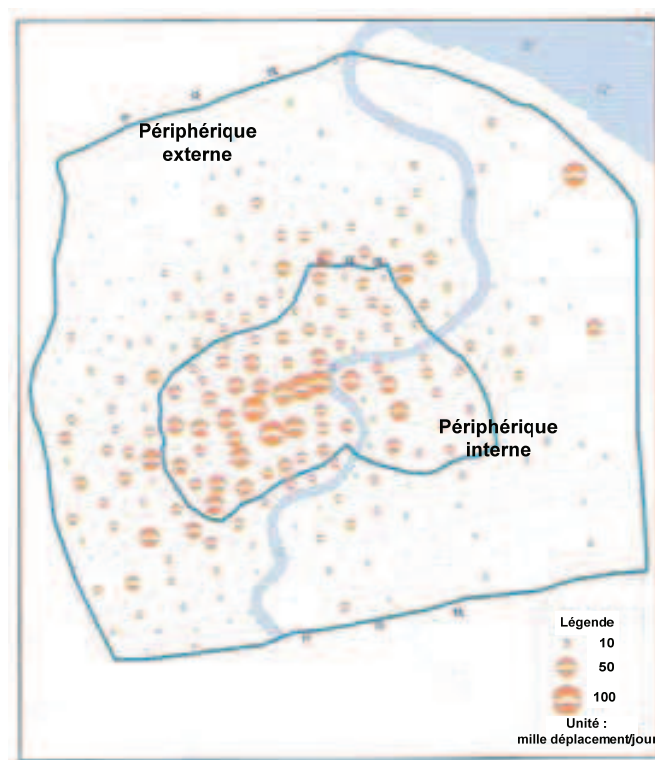 Périphérique
externe
Périphérique
interne
Légende
10
50
100
Unité :
mille déplacement/jour